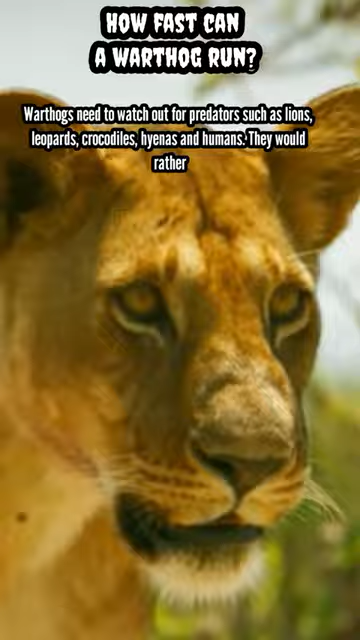 HOW FAST CAN
A WARTHOG RUN?
Warthogs need to watch out for predators such as lions,
leopards, crocodiles, hyenas and humans. They would
rather